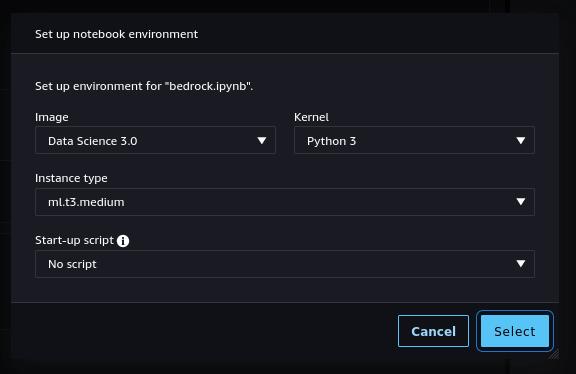 Set up notebook environment
Set up environment for "bedrock.ipynb".
Image
Kernel
Data Science 3.0
Python 3
Instance type
ml.t3.medium
Start-up script
No script
Cancel
Select